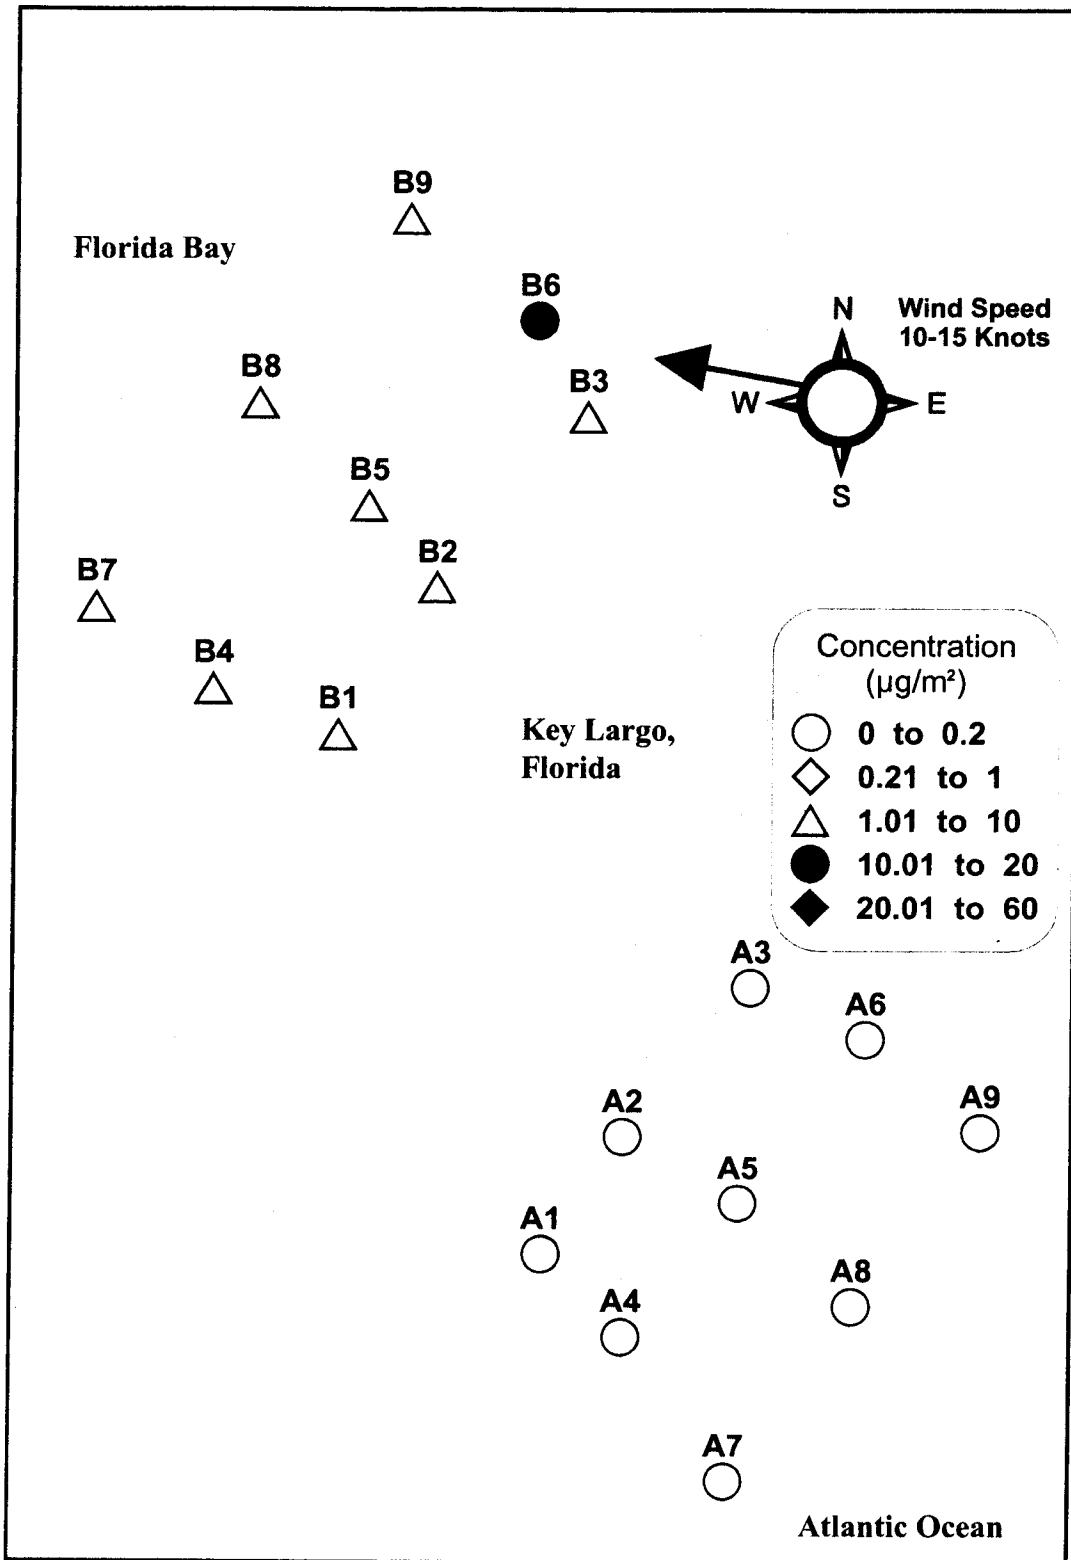 B9
Florida Bay
B6
N
Wind Speed
10-15 Knots
B8
B3
W
E
B5
S
B2
B7
B4
B1
Key Largo,
Florida
Concentration
(µg/m²)
0 to 0.2
0.21 to 1
1.01 to 10
10.01 to 20
20.01 to 60
A3
A6
A2
A9
A5
A1
A8
A4
A7
Atlantic Ocean